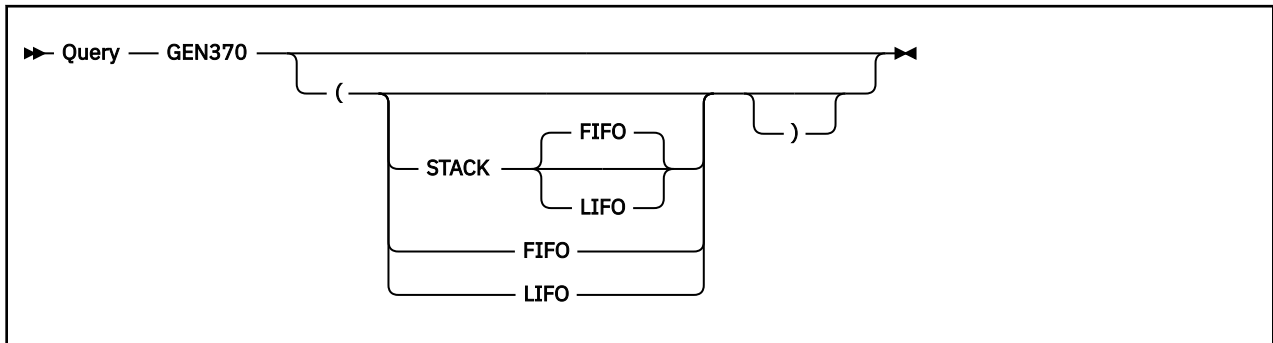 Query GEN370
(
FIFO
)
STACK
LIFO
FIFO
LIFO